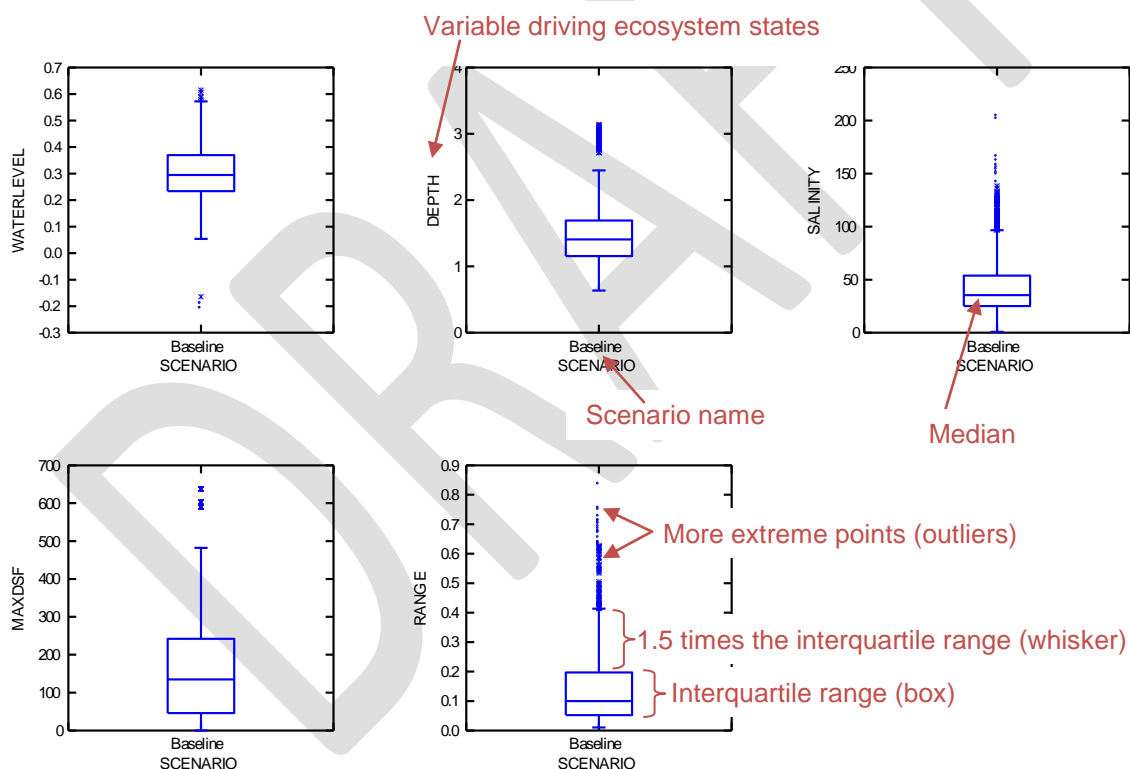 DRAFT
Variable driving ecosystem states
0.7
0.6
0.5
0.4
0.3
0.2
0.1
0.0
-0.1
-0.2
-0.3
WATERLEVEL
Baseline
SCENARIO
4
3
2
1
0
DEPTH
Baseline
SCENARIO
250
200
150
100
50
0
SALINITY
Baseline
SCENARIO
Scenario name
Median
700
600
500
400
300
200
100
0
MAXDSF
Baseline
SCENARIO
0.9
0.8
0.7
0.6
0.5
0.4
0.3
0.2
0.1
0.0
RANGE
Baseline
SCENARIO
More extreme points (outliers)
1.5 times the interquartile range (whisker)
Interquartile range (box)